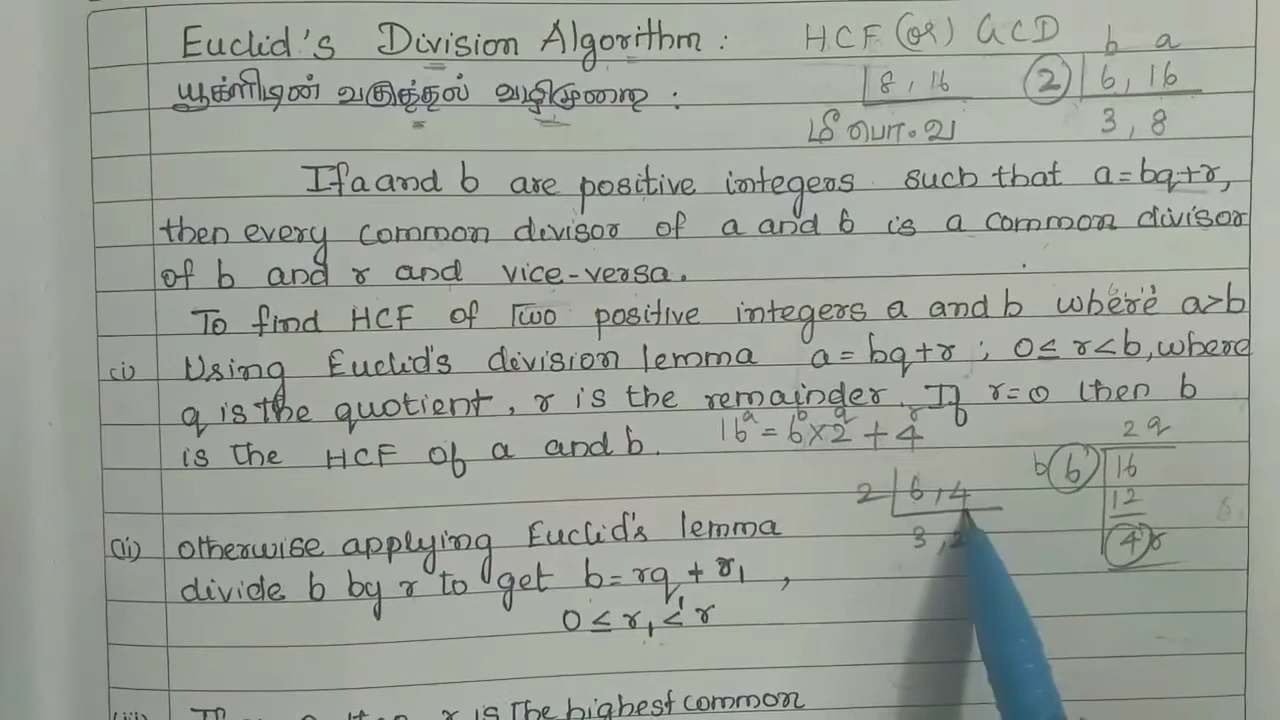 Euclid's Division Algorithm :
HCF (or) GCD
b a
யூக்ளிடின் வகுத்தல் வழிமுறை :
8, 16
2 6, 16
மீ பொ. வ
3, 8
If a and b are positive integers such that a = bq+r,
then every common divisor of a and b is a common divisor
of b and r and vice-versa.
To find HCF of Two positive integers a and b where a>b
(i) Using Euclid's division lemma a = bq+r ; 0≤ r<b, where
q is the quotient, r is the remainder. If r=0 then b
is the HCF of a and b.
a b q r
16 = 6×2 + 4
2 q
b 6 16
2 6, 4
12
3,
4 r
(ii) Otherwise applying Euclid's lemma
divide b by r to get b= rq1 + r1 ,
0 ≤ r1 < r
r is the highest common